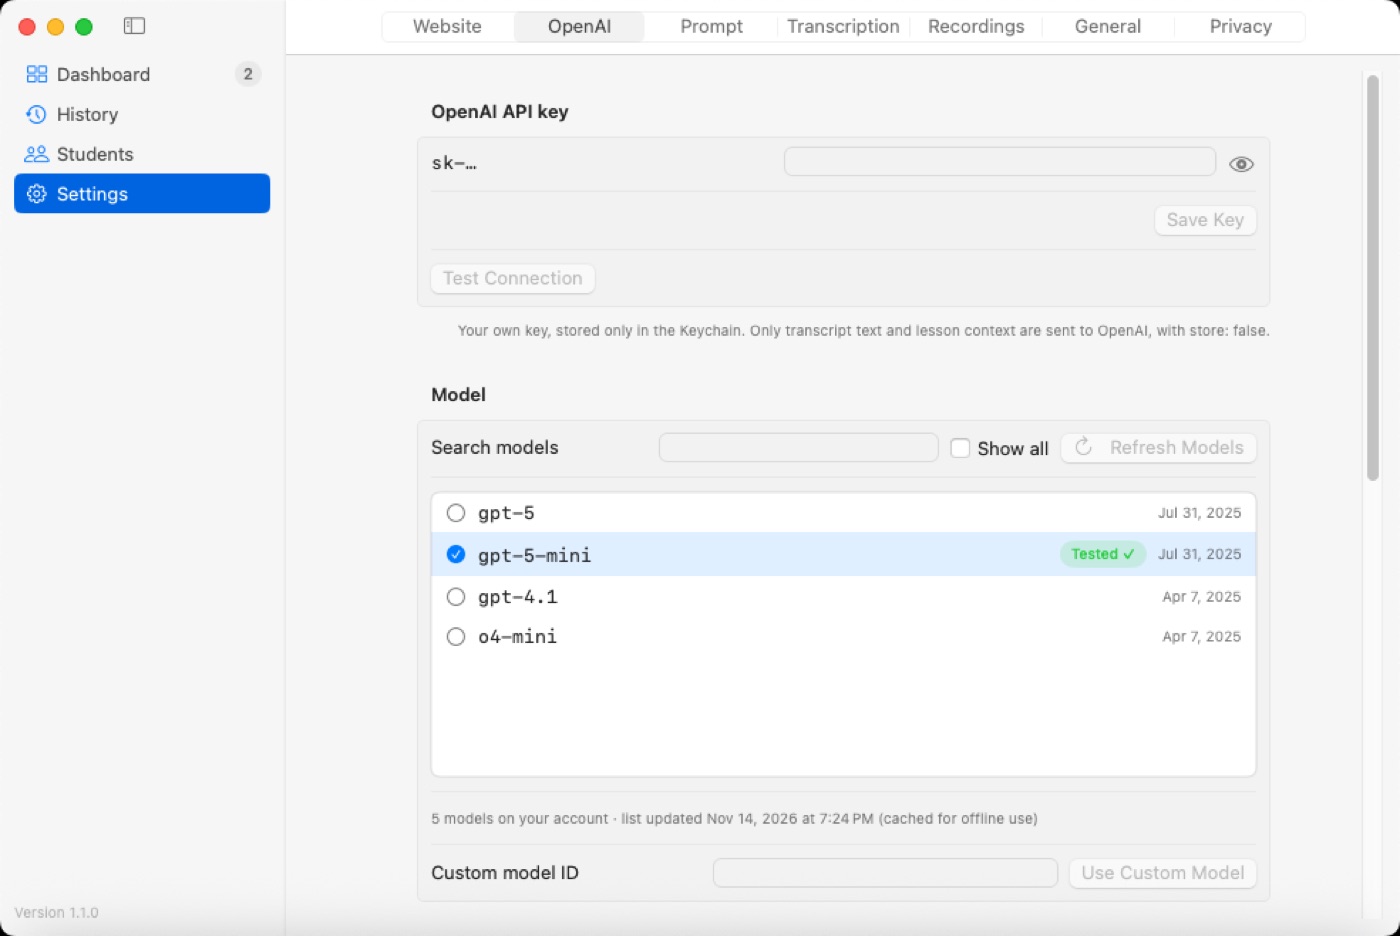 Website OpenAI Prompt Transcription Recordings General Privacy
Dashboard 2
History
Students
Settings
OpenAI API key
sk-…
Save Key
Test Connection
Your own key, stored only in the Keychain. Only transcript text and lesson context are sent to OpenAI, with store: false.
Model
Search models Show all Refresh Models
gpt-5 Jul 31, 2025
gpt-5-mini Tested ✓ Jul 31, 2025
gpt-4.1 Apr 7, 2025
o4-mini Apr 7, 2025
5 models on your account · list updated Nov 14, 2026 at 7:24 PM (cached for offline use)
Custom model ID Use Custom Model
Version 1.1.0